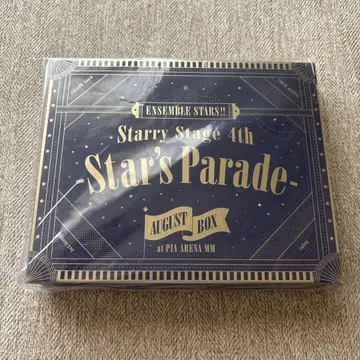 ENSEMBLE STARS!!
Starry Stage 4th
-Star's Parade-
AUGUST BOX
at PIA ARENA MM